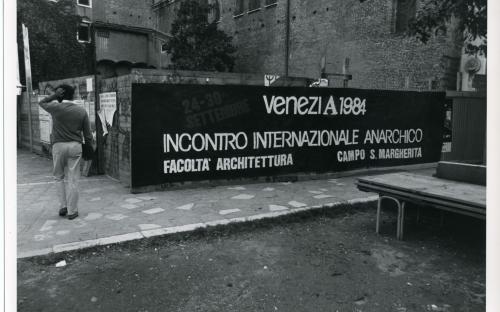 24-30
SETTEMBRE
VENEZIA 1984
INCONTRO INTERNAZIONALE ANARCHICO
FACOLTA' ARCHITETTURA CAMPO S. MARGHERITA